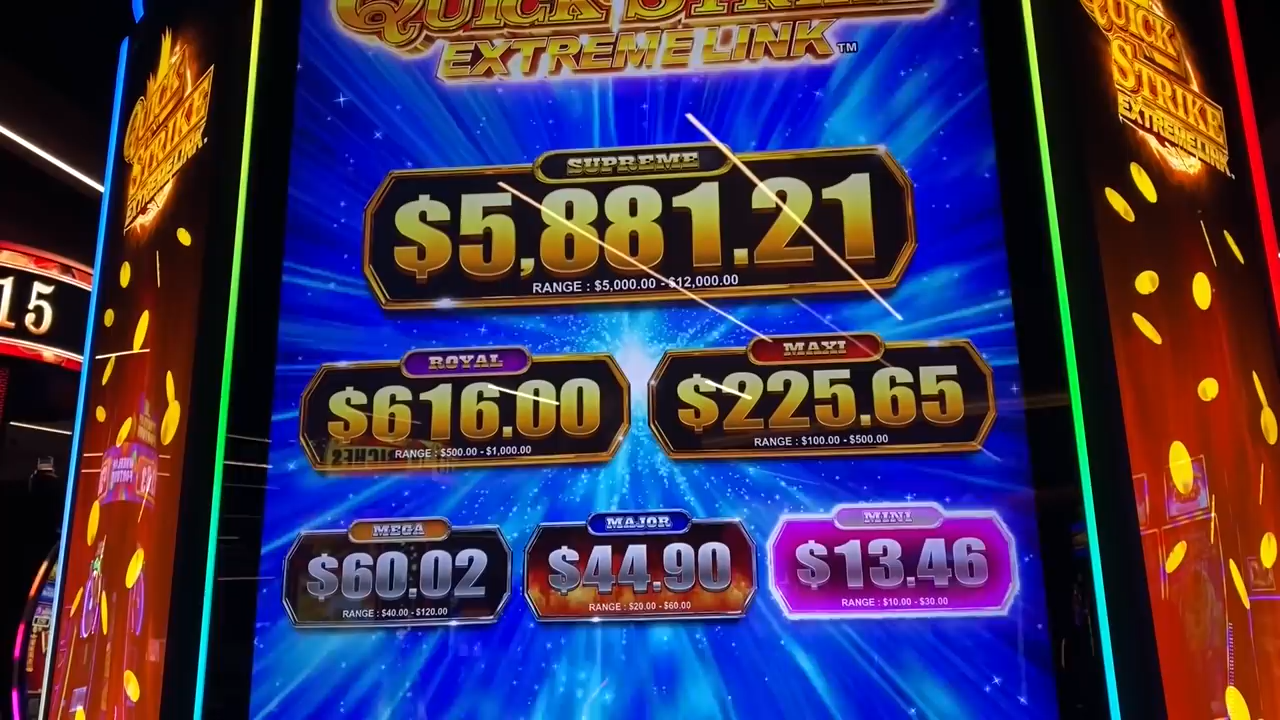 QUICK STRIKE
EXTREME LINK™
QUICK
STRIKE
EXTREME LINK
QUICK
STRIKE
EXTREME LINK
15
SUPREME
$5,881.21
RANGE : $5,000.00 - $12,000.00
ROYAL
$616.00
RANGE : $500.00 - $1,000.00
MAXI
$225.65
RANGE : $100.00 - $500.00
MEGA
$60.02
RANGE : $40.00 - $120.00
MAJOR
$44.90
RANGE : $20.00 - $60.00
MINI
$13.46
RANGE : $10.00 - $30.00